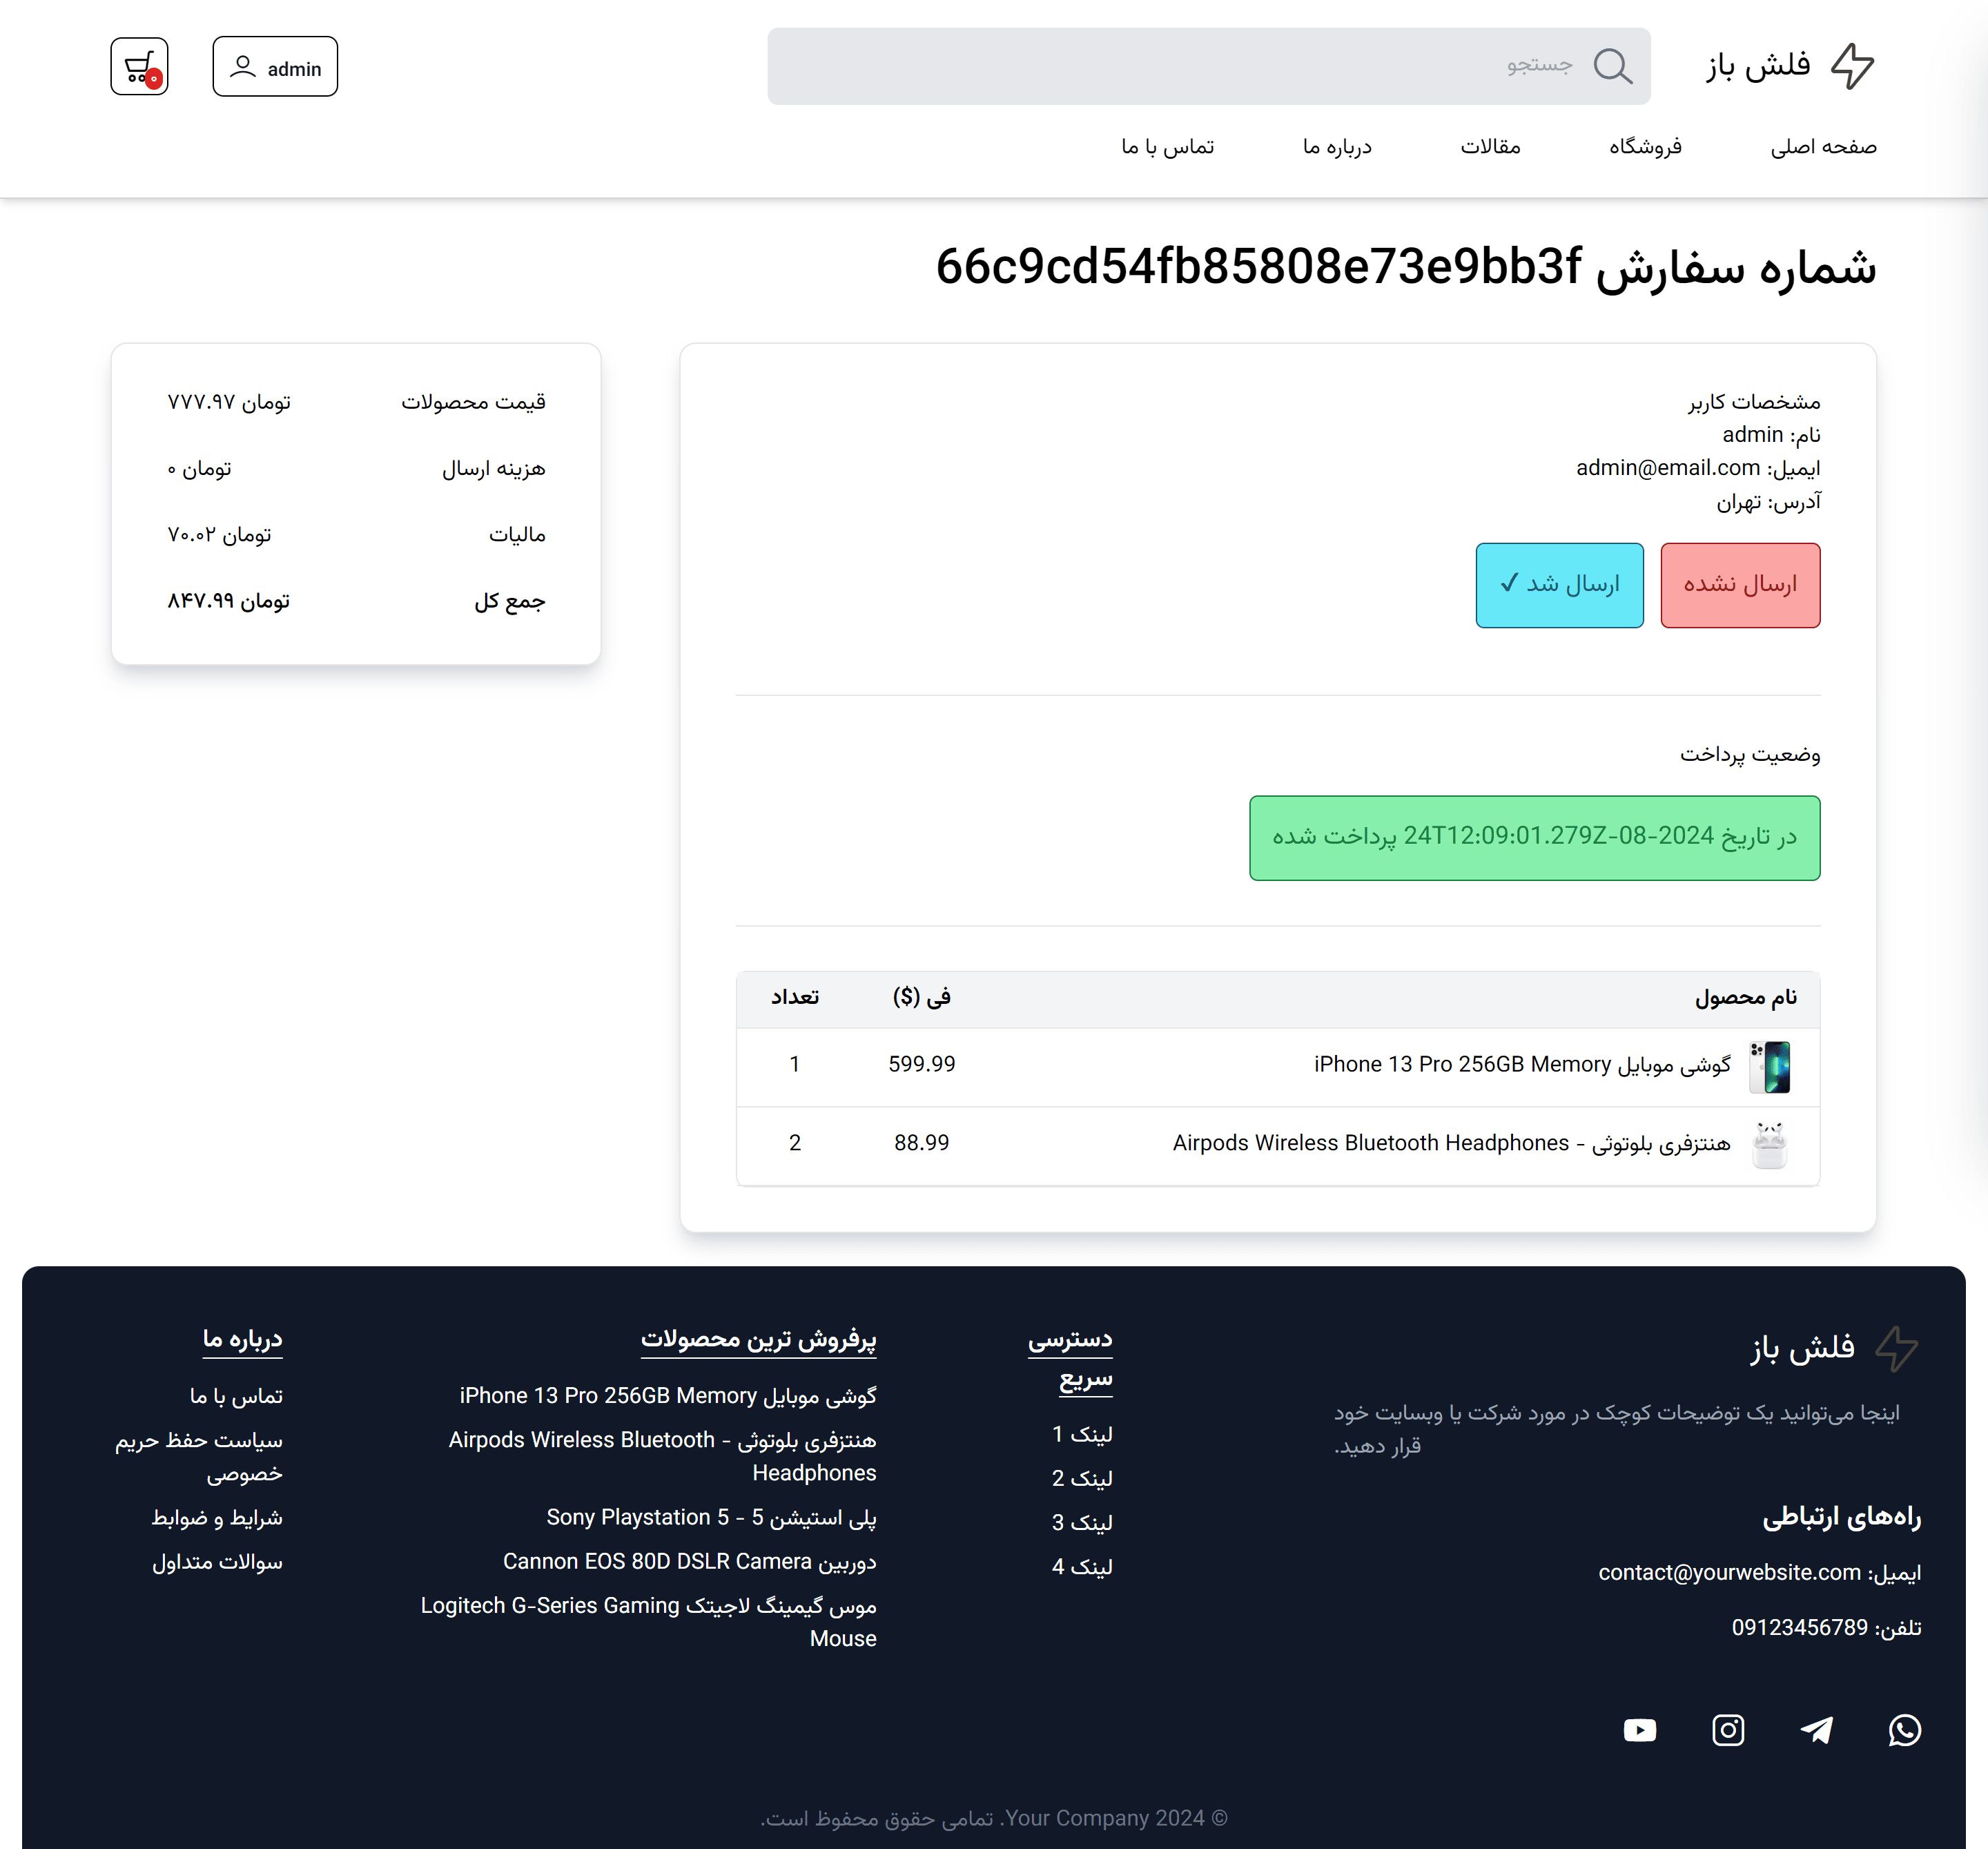 فلش باز
جستجو
admin
۰
صفحه اصلی
فروشگاه
مقالات
درباره ما
تماس با ما
شماره سفارش 66c9cd54fb85808e73e9bb3f
مشخصات کاربر
نام: admin
ایمیل: admin@email.com
آدرس: تهران
ارسال نشده
ارسال شد ✓
وضعیت پرداخت
در تاریخ 2024-08-24T12:09:01.279Z پرداخت شده
نام محصول فی ($) تعداد
گوشی موبایل iPhone 13 Pro 256GB Memory 599.99 1
هنتزفری بلوتوثی - Airpods Wireless Bluetooth Headphones 88.99 2
قیمت محصولات تومان ۷۷۷.۹۷
هزینه ارسال تومان ۰
مالیات تومان ۷۰.۰۲
جمع کل تومان ۸۴۷.۹۹
فلش باز
اینجا می‌توانید یک توضیحات کوچک در مورد شرکت یا وبسایت خود
قرار دهید.
راه‌های ارتباطی
ایمیل: contact@yourwebsite.com
تلفن: 09123456789
دسترسی
سریع
لینک 1
لینک 2
لینک 3
لینک 4
پرفروش ترین محصولات
گوشی موبایل iPhone 13 Pro 256GB Memory
هنتزفری بلوتوثی - Airpods Wireless Bluetooth
Headphones
پلی استیشن 5 - Sony Playstation 5
دوربین Cannon EOS 80D DSLR Camera
موس گیمینگ لاجیتک Logitech G-Series Gaming
Mouse
درباره ما
تماس با ما
سیاست حفظ حریم
خصوصی
شرایط و ضوابط
سوالات متداول
© 2024 Your Company. تمامی حقوق محفوظ است.